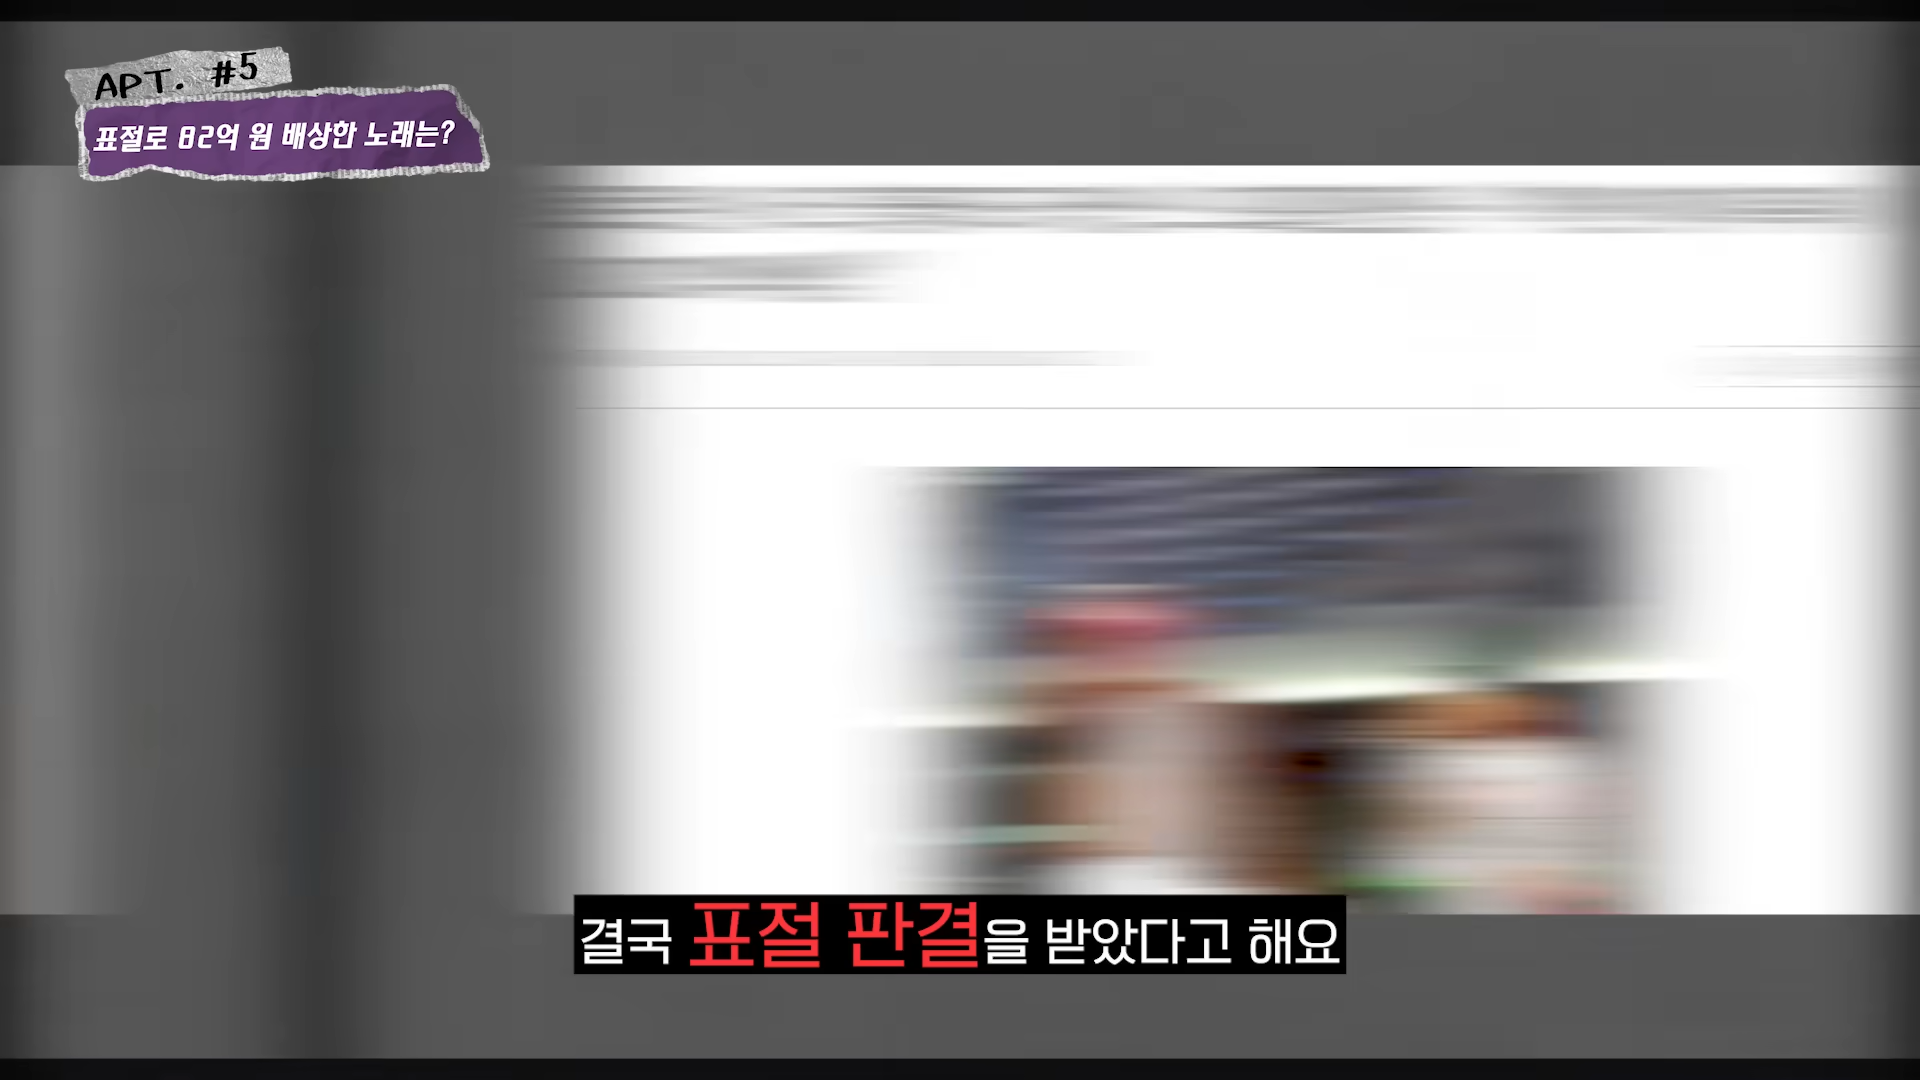 APT. #5
표절로 82억 원 배상한 노래는?
결국 표절 판결을 받았다고 해요